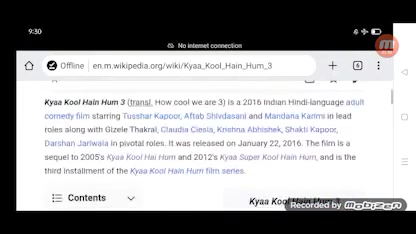 9:30
No internet connection
Offline en.m.wikipedia.org/wiki/Kyaa_Kool_Hain_Hum_3 6
Kyaa Kool Hain Hum 3 (transl. How cool we are 3) is a 2016 Indian Hindi-language adult
comedy film starring Tusshar Kapoor, Aftab Shivdasani and Mandana Karimi in lead
roles along with Gizele Thakral, Claudia Ciesla, Krishna Abhishek, Shakti Kapoor,
Darshan Jariwala in pivotal roles. It was released on January 22, 2016. The film is a
sequel to 2005's Kyaa Kool Hai Hum and 2012's Kyaa Super Kool Hain Hum, and is the
third installment of the Kyaa Kool Hain Hum film series.
Contents
Kyaa Kool Hain Hum 3
Recorded by Mobizen